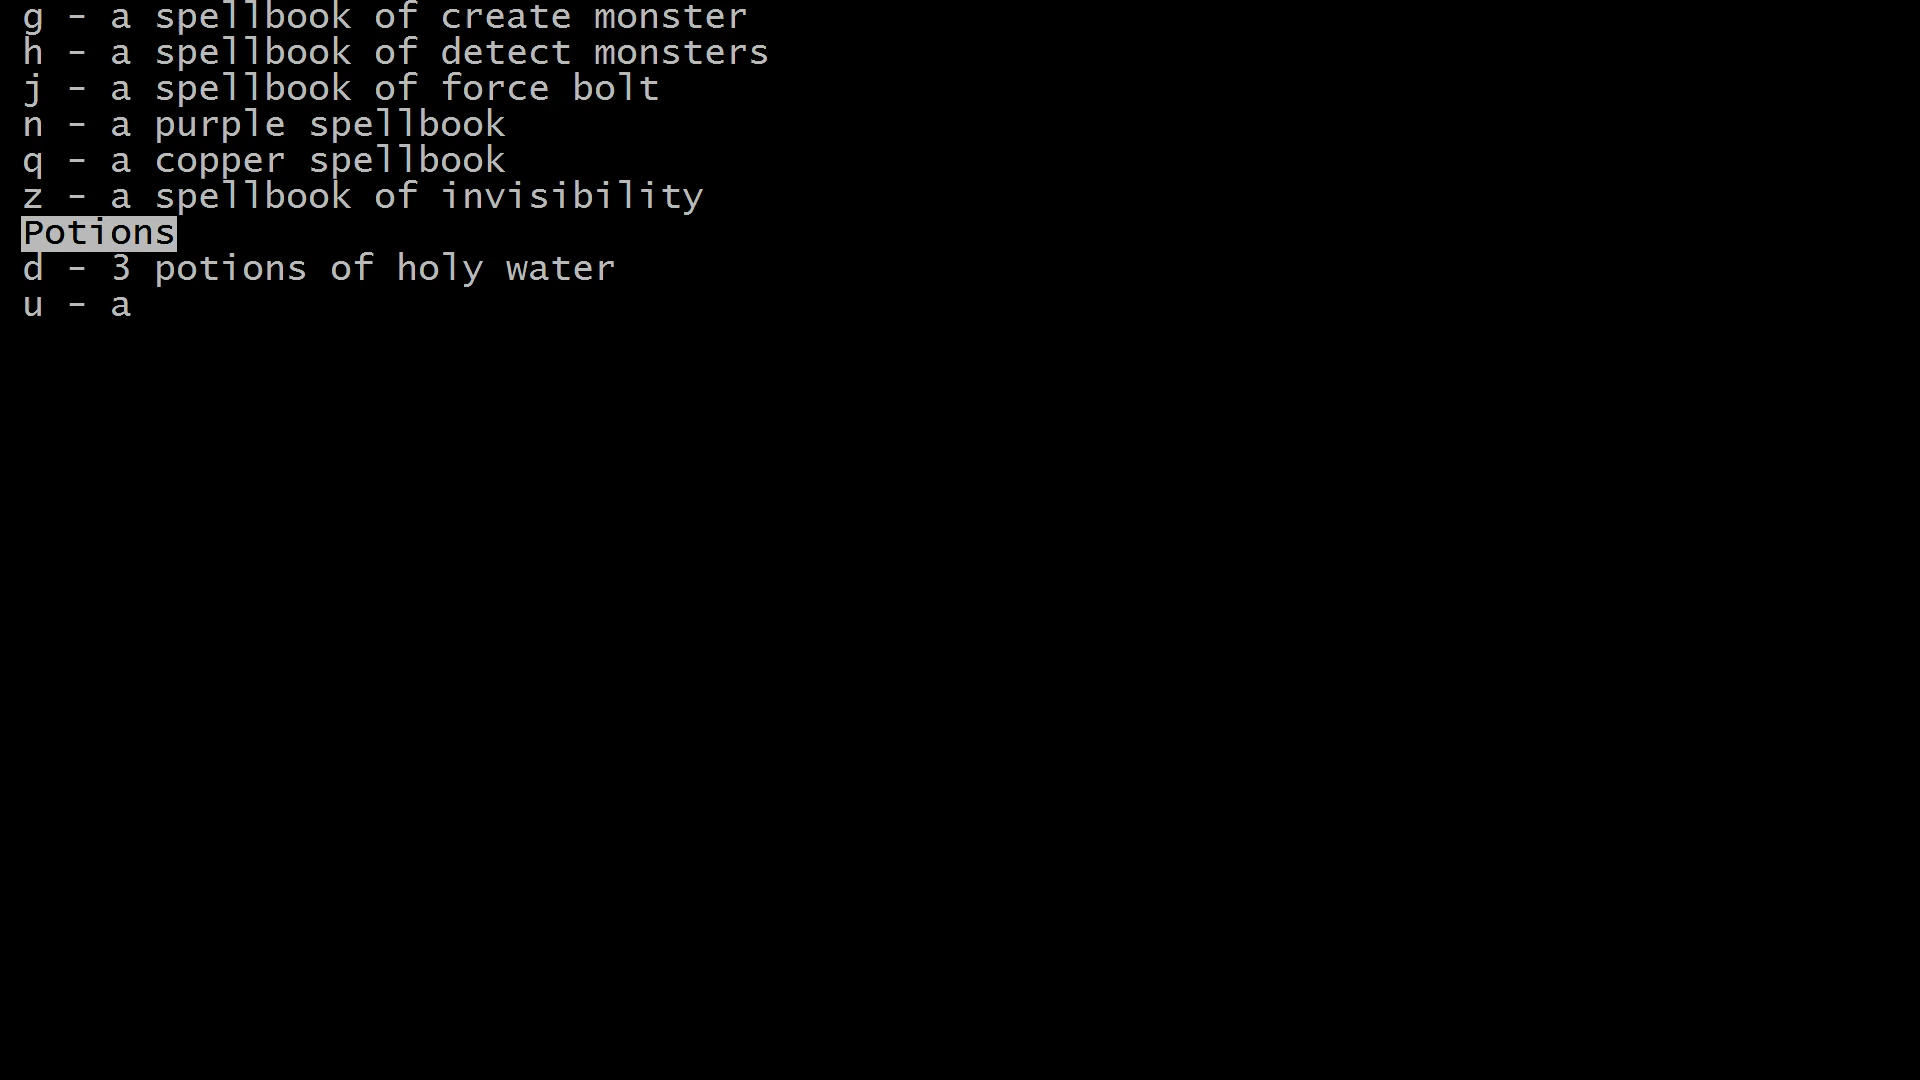 g - a spellbook of create monster
h - a spellbook of detect monsters
j - a spellbook of force bolt
n - a purple spellbook
q - a copper spellbook
z - a spellbook of invisibility
Potions
d - 3 potions of holy water
u - a